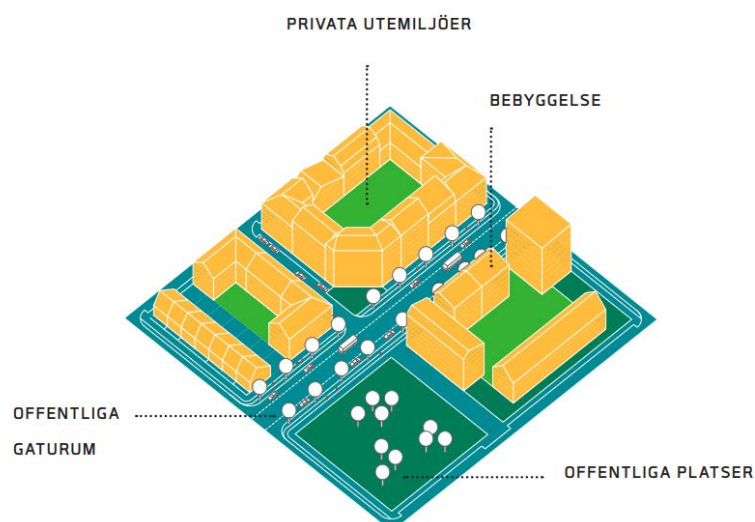 PRIVATA UTEMILJÖER
BEBYGGELSE
OFFENTLIGA
GATURUM
OFFENTLIGA PLATSER